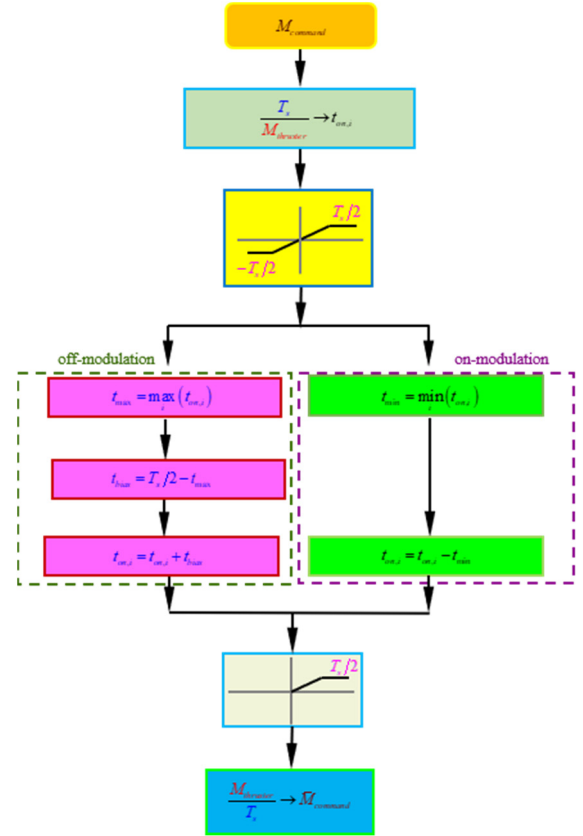 M_command
T_s / M_thruster → t_on,i
T_s/2
−T_s/2
off-modulation
on-modulation
t_max = max_i (t_on,i)
t_min = min_i (t_on,i)
t_bias = T_s/2 − t_max
t_on,i = t_on,i + t_bias
t_on,i = t_on,i − t_min
T_s/2
M_thruster / T_s → M̄_command